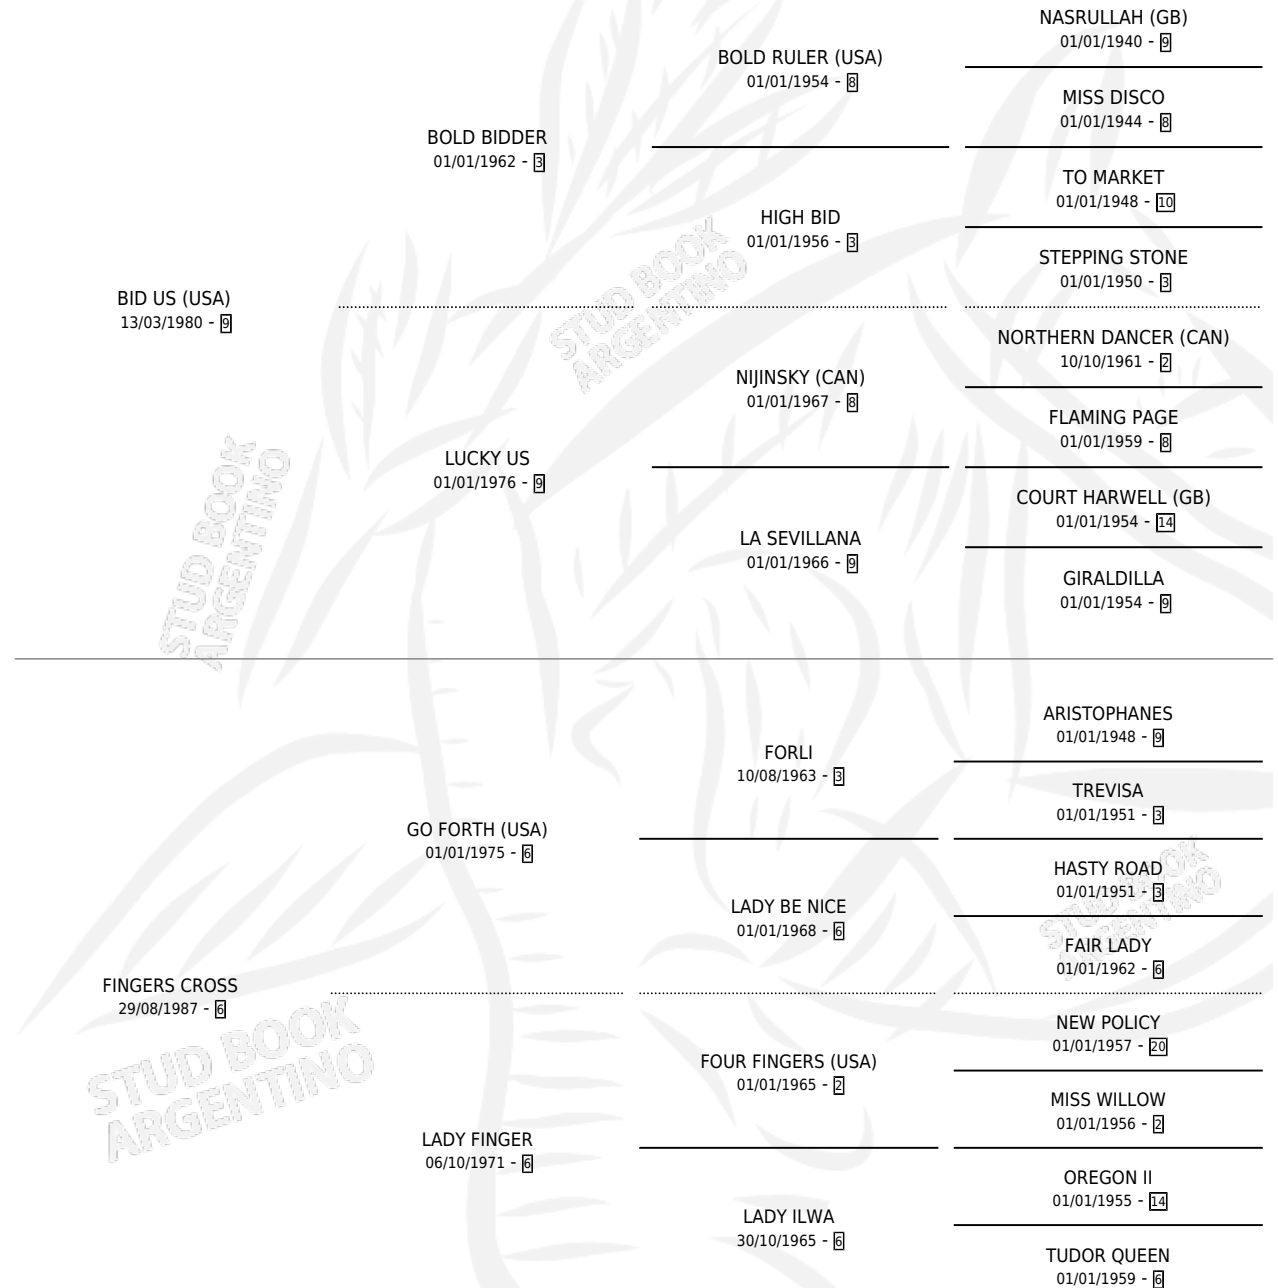 NASRULLAH (GB)
01/01/1940 - 9
BOLD RULER (USA)
01/01/1954 - 8
MISS DISCO
01/01/1944 - 8
BOLD BIDDER
01/01/1962 - 3
TO MARKET
01/01/1948 - 10
HIGH BID
01/01/1956 - 3
STEPPING STONE
01/01/1950 - 3
BID US (USA)
13/03/1980 - 9
NORTHERN DANCER (CAN)
10/10/1961 - 2
NIJINSKY (CAN)
01/01/1967 - 8
FLAMING PAGE
01/01/1959 - 8
LUCKY US
01/01/1976 - 9
COURT HARWELL (GB)
01/01/1954 - 14
LA SEVILLANA
01/01/1966 - 9
GIRALDILLA
01/01/1954 - 9
STUD BOOK
ARGENTINO
STUD BOOK
ARGENTINO
ARISTOPHANES
01/01/1948 - 9
FORLI
10/08/1963 - 3
TREVISA
01/01/1951 - 3
GO FORTH (USA)
01/01/1975 - 6
HASTY ROAD
01/01/1951 - 3
LADY BE NICE
01/01/1968 - 6
FAIR LADY
01/01/1962 - 6
FINGERS CROSS
29/08/1987 - 6
NEW POLICY
01/01/1957 - 20
FOUR FINGERS (USA)
01/01/1965 - 2
MISS WILLOW
01/01/1956 - 2
LADY FINGER
06/10/1971 - 6
OREGON II
01/01/1955 - 14
LADY ILWA
30/10/1965 - 6
TUDOR QUEEN
01/01/1959 - 6
STUD BOOK
ARGENTINO
STUD BOOK
ARGENTINO